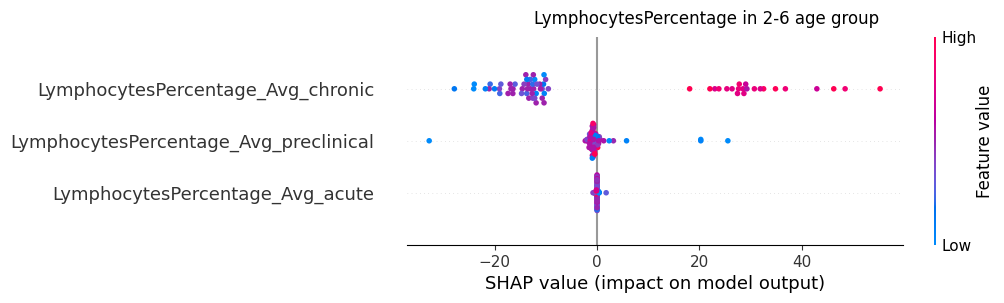 LymphocytesPercentage in 2-6 age group
High
LymphocytesPercentage_Avg_chronic
LymphocytesPercentage_Avg_preclinical
LymphocytesPercentage_Avg_acute
Feature value
Low
−20 0 20 40
SHAP value (impact on model output)